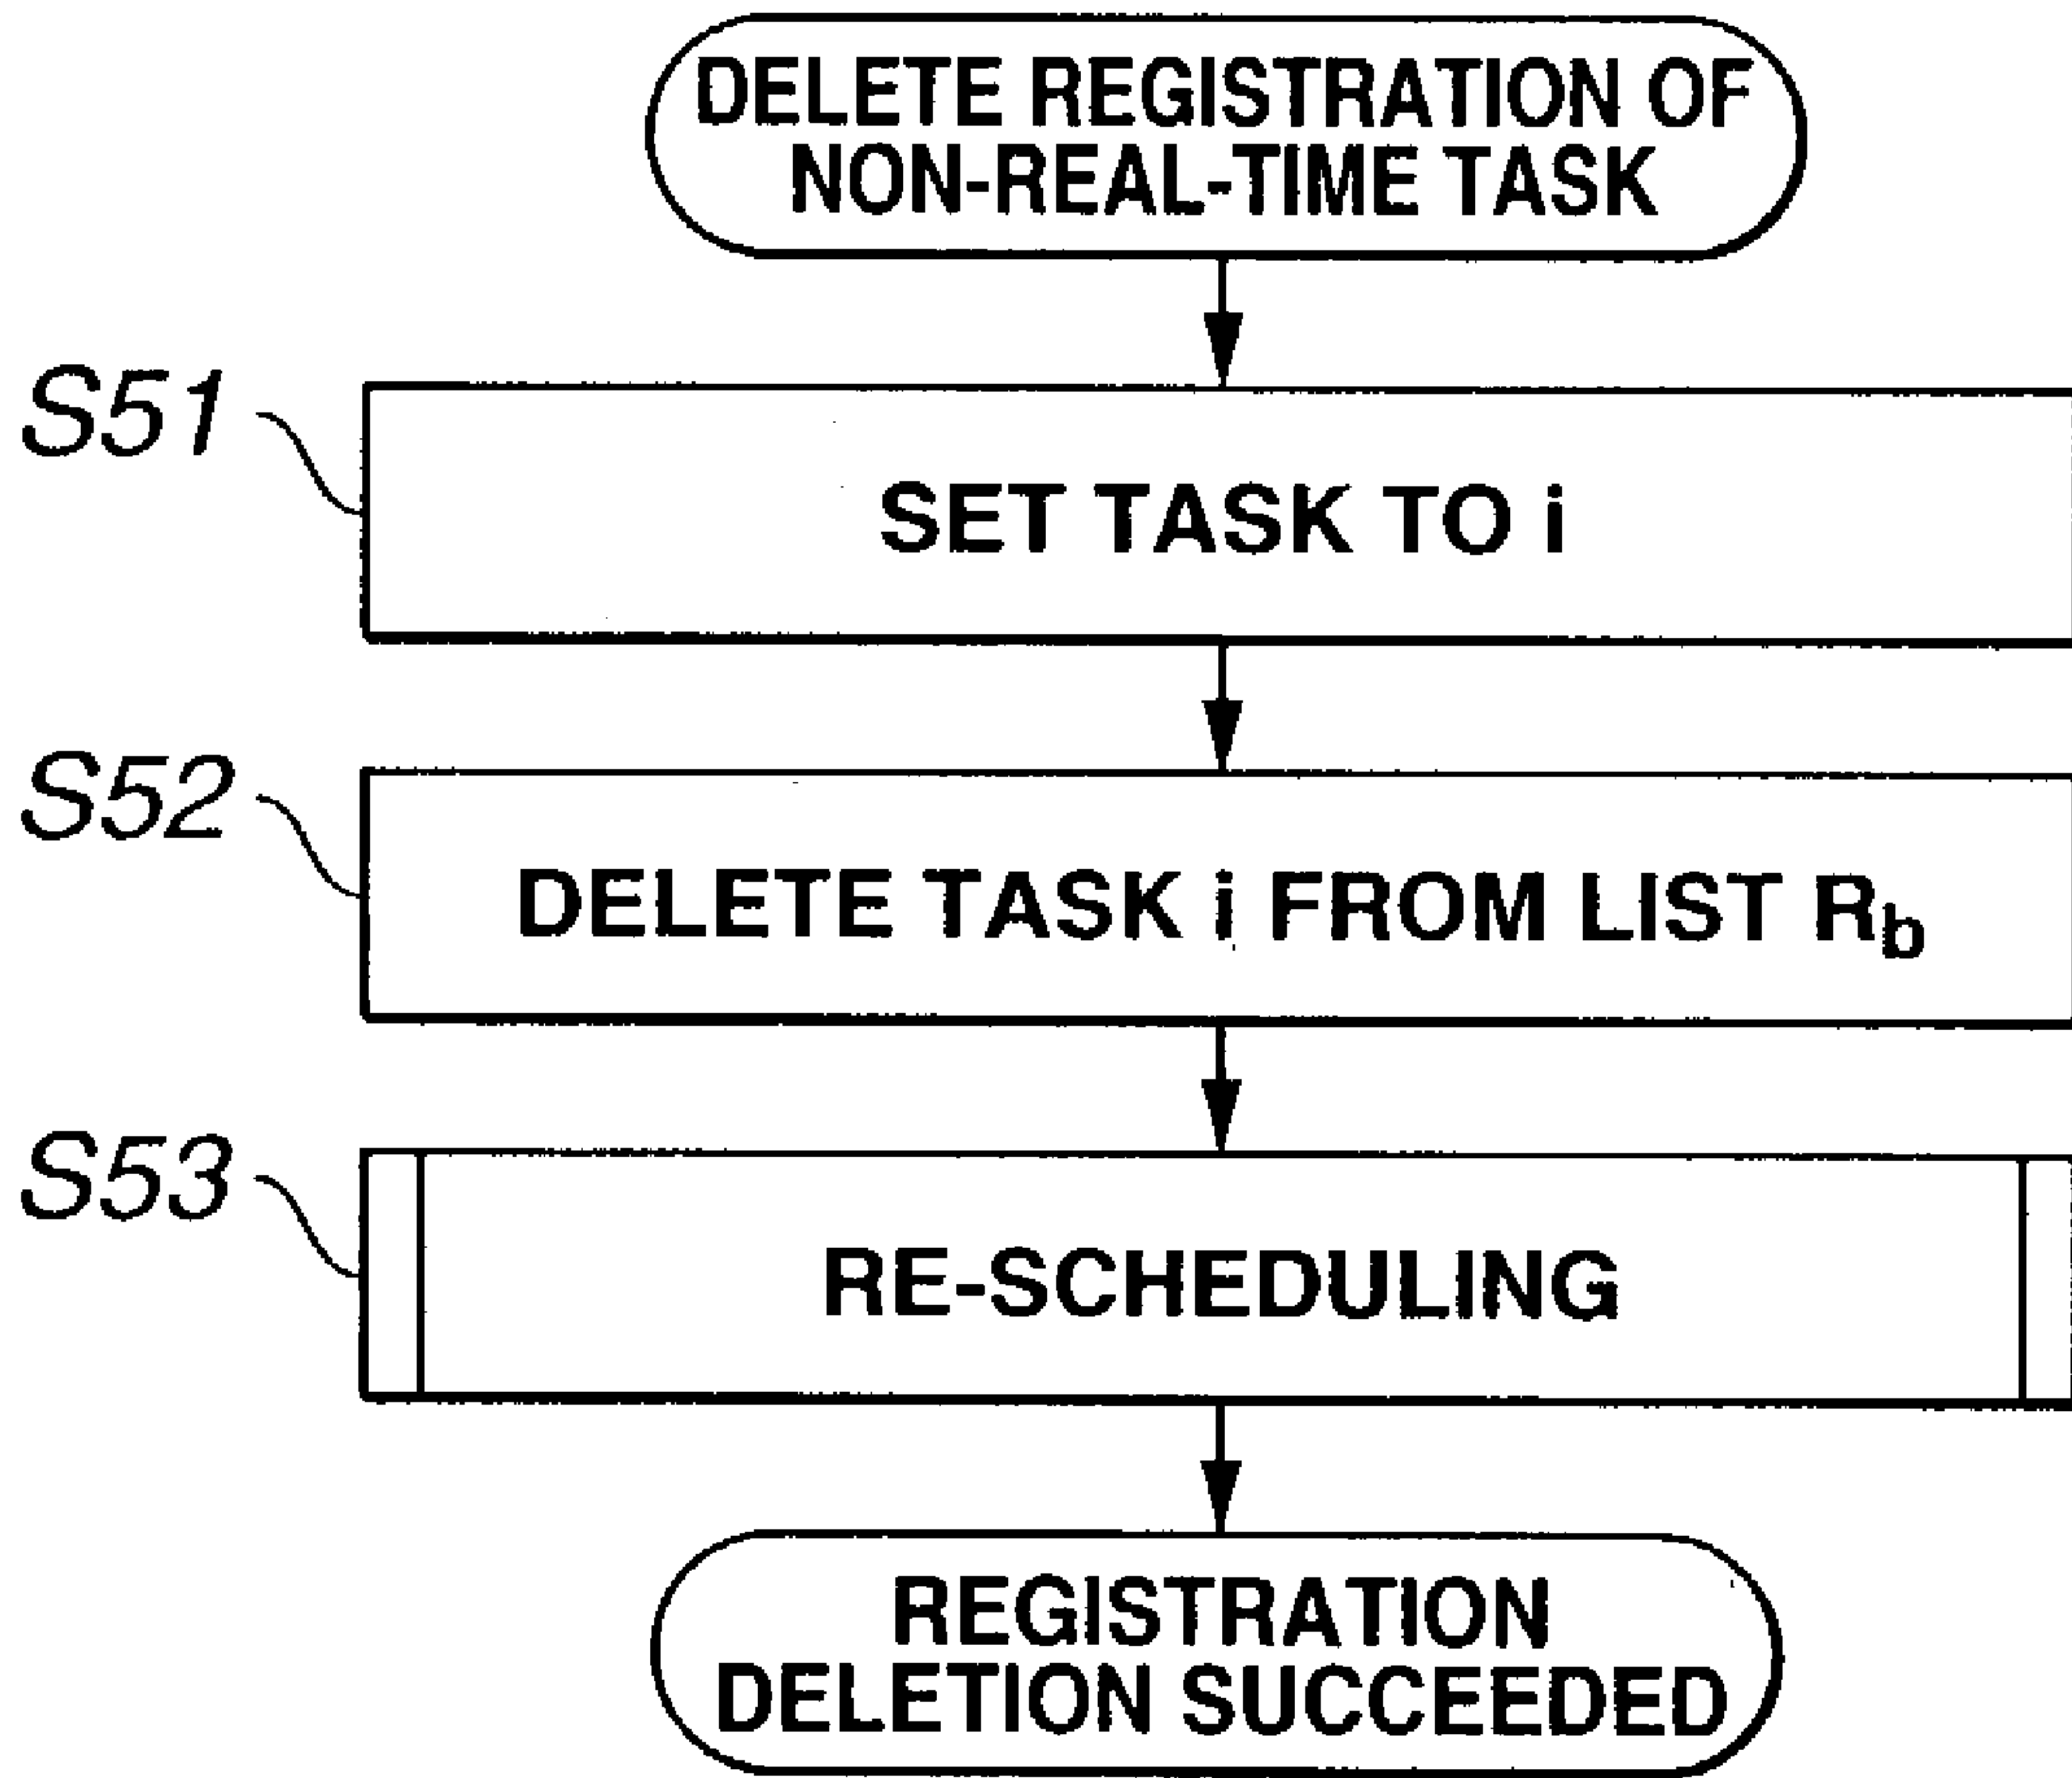 DELETE REGISTRATION OF
NON-REAL-TIME TASK
S51
SET TASK TO i
S52
DELETE TASK i FROM LIST Rb
S53
RE-SCHEDULING
REGISTRATION
DELETION SUCCEEDED